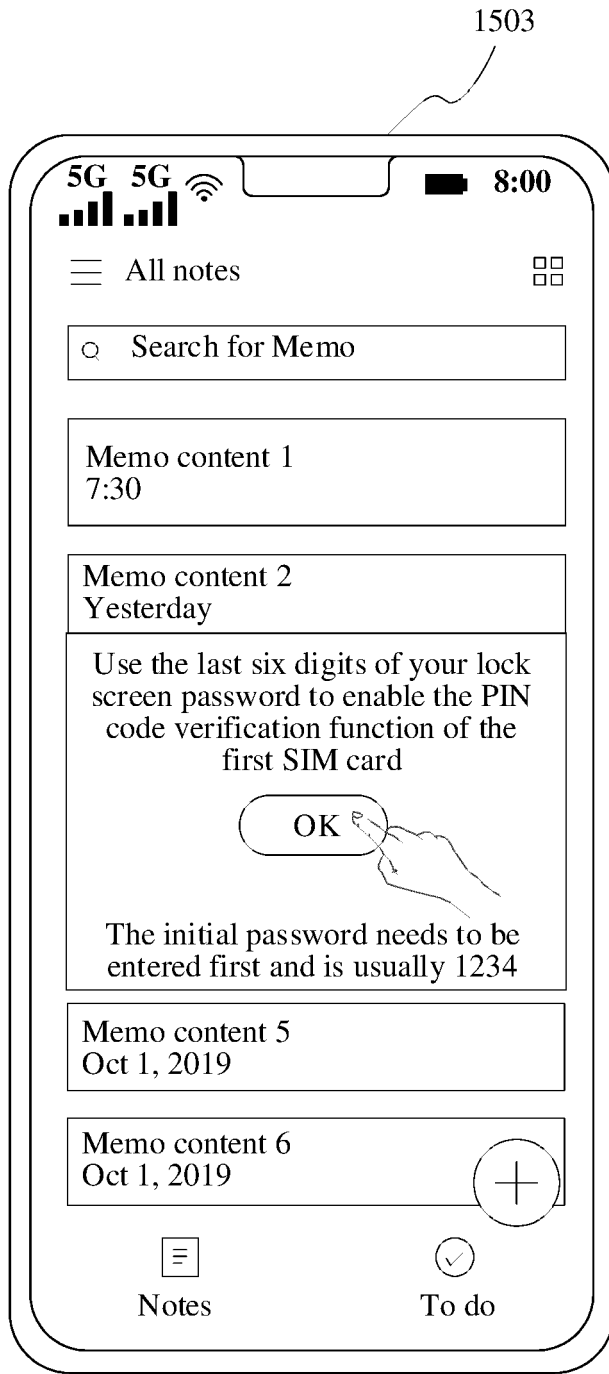 1503
5G 5G 8:00
All notes
Search for Memo
Memo content 1
7:30
Memo content 2
Yesterday
Use the last six digits of your lock
screen password to enable the PIN
code verification function of the
first SIM card
OK
The initial password needs to be
entered first and is usually 1234
Memo content 5
Oct 1, 2019
Memo content 6
Oct 1, 2019
Notes To do